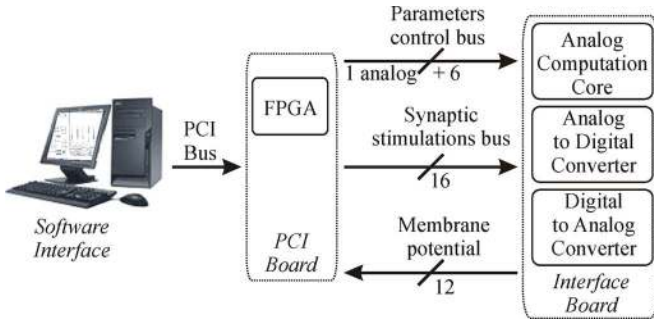 Software
Interface
PCI
Bus
FPGA
PCI
Board
Parameters
control bus
1 analog + 6
Synaptic
stimulations bus
16
Membrane
potential
12
Analog
Computation
Core
Analog
to Digital
Converter
Digital
to Analog
Converter
Interface
Board